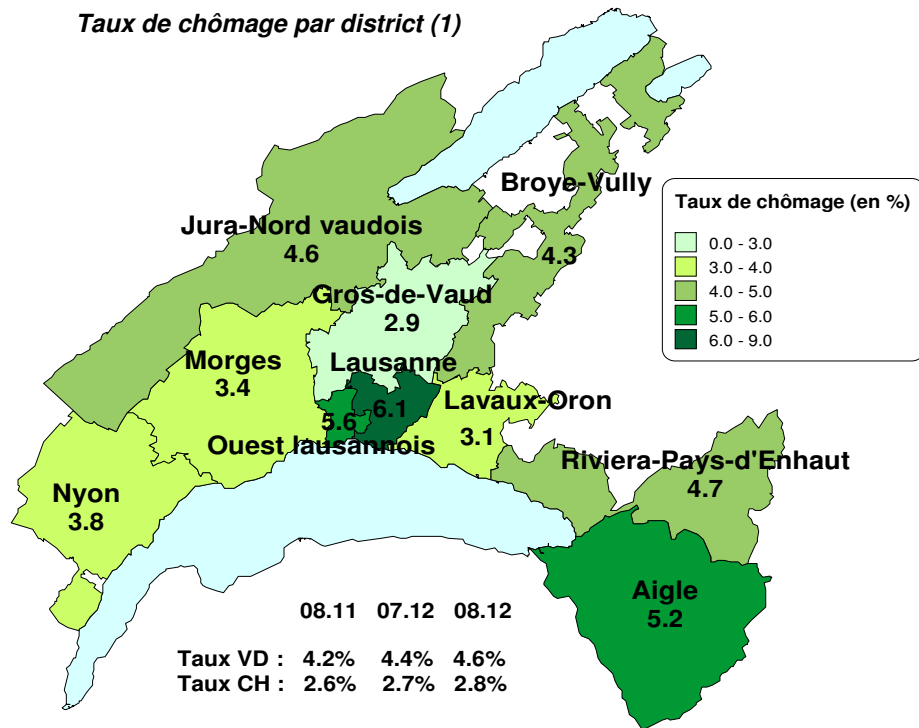 Taux de chômage par district (1)
Broye-Vully
4.3
Taux de chômage (en %)
0.0 - 3.0
3.0 - 4.0
4.0 - 5.0
5.0 - 6.0
6.0 - 9.0
Jura-Nord vaudois
4.6
Gros-de-Vaud
2.9
Morges
3.4
Lausanne
6.1
5.6
Ouest lausannois
Lavaux-Oron
3.1
Riviera-Pays-d'Enhaut
4.7
Nyon
3.8
Aigle
5.2
08.11 07.12 08.12
Taux VD : 4.2% 4.4% 4.6%
Taux CH : 2.6% 2.7% 2.8%